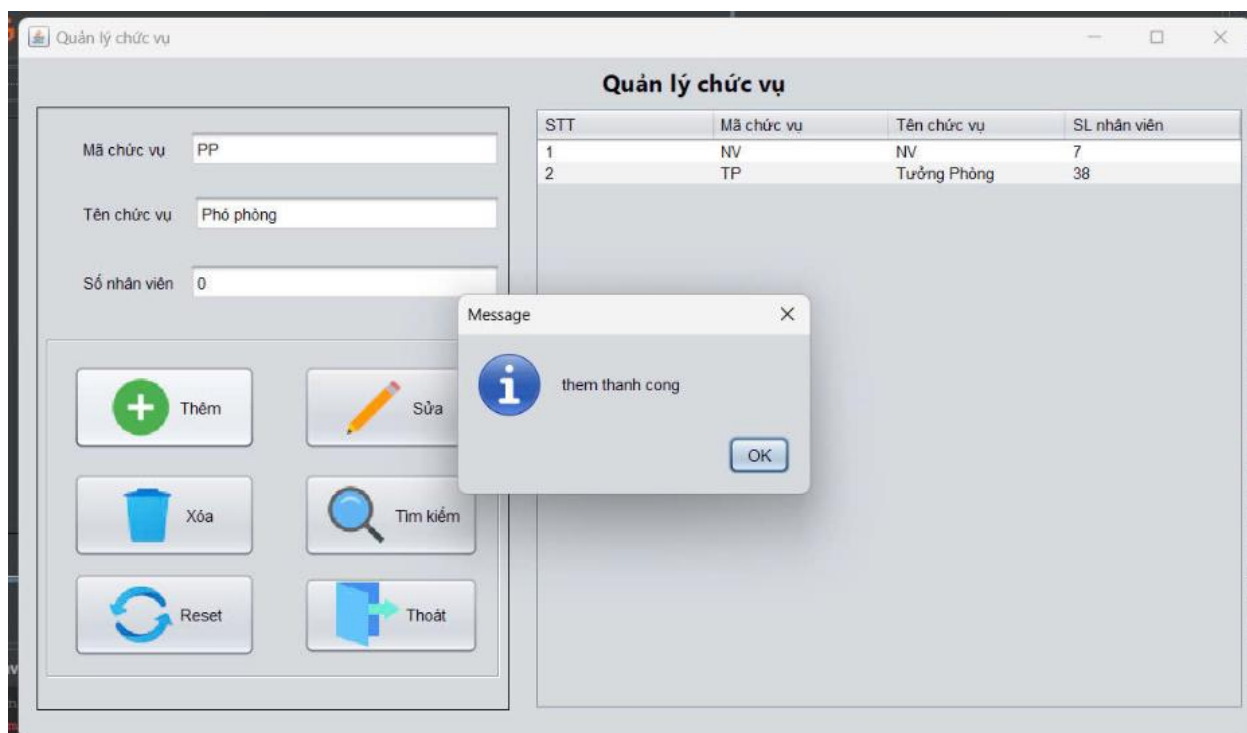 Quản lý chức vụ
Quản lý chức vụ
Mã chức vụ PP
Tên chức vụ Phó phòng
Số nhân viên 0
STT Mã chức vụ Tên chức vụ SL nhân viên
1 NV NV 7
2 TP Tưởng Phòng 38
Message
them thanh cong
OK
Thêm Sửa
Xóa Tìm kiếm
Reset Thoát